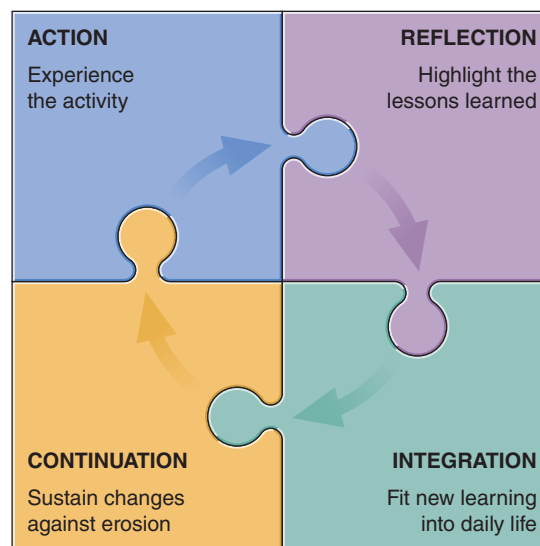 ACTION
Experience
the activity
REFLECTION
Highlight the
lessons learned
CONTINUATION
Sustain changes
against erosion
INTEGRATION
Fit new learning
into daily life